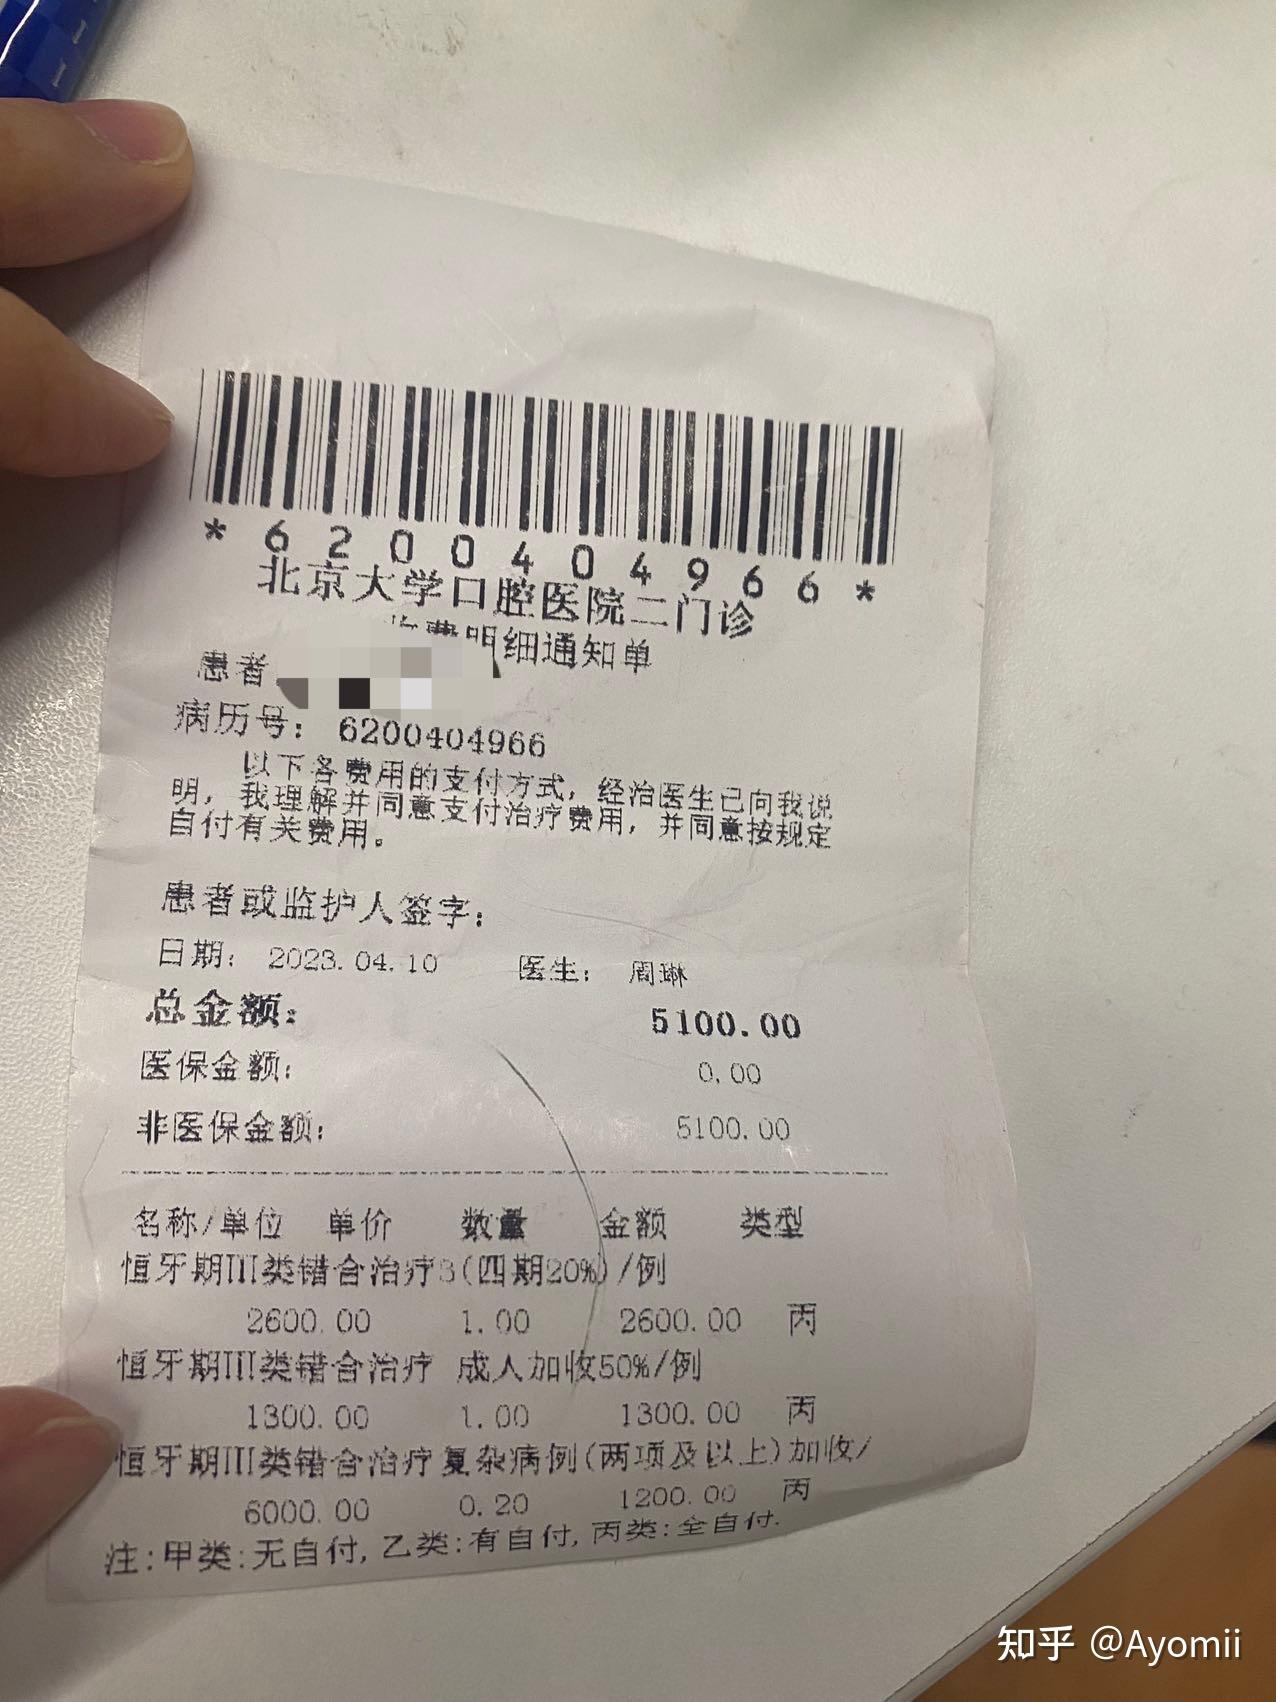 *6200404966*
北京大学口腔医院二门诊
收费明细通知单
患者
病历号：6200404966
以下各费用的支付方式，经治医生已向我说
明，我理解并同意支付治疗费用，并同意按规定
自付有关费用。
患者或监护人签字：
日期：2023.04.10 医生：周琳
总金额：5100.00
医保金额：0.00
非医保金额：5100.00
名称/单位 单价 数量 金额 类型
恒牙期III类错合治疗3(四期20%)/例
2600.00 1.00 2600.00 丙
恒牙期III类错合治疗 成人加收50%/例
1300.00 1.00 1300.00 丙
恒牙期III类错合治疗复杂病例(两项及以上)加收/
6000.00 0.20 1200.00 丙
注:甲类:无自付,乙类:有自付,丙类:全自付.
知乎 @Ayomii